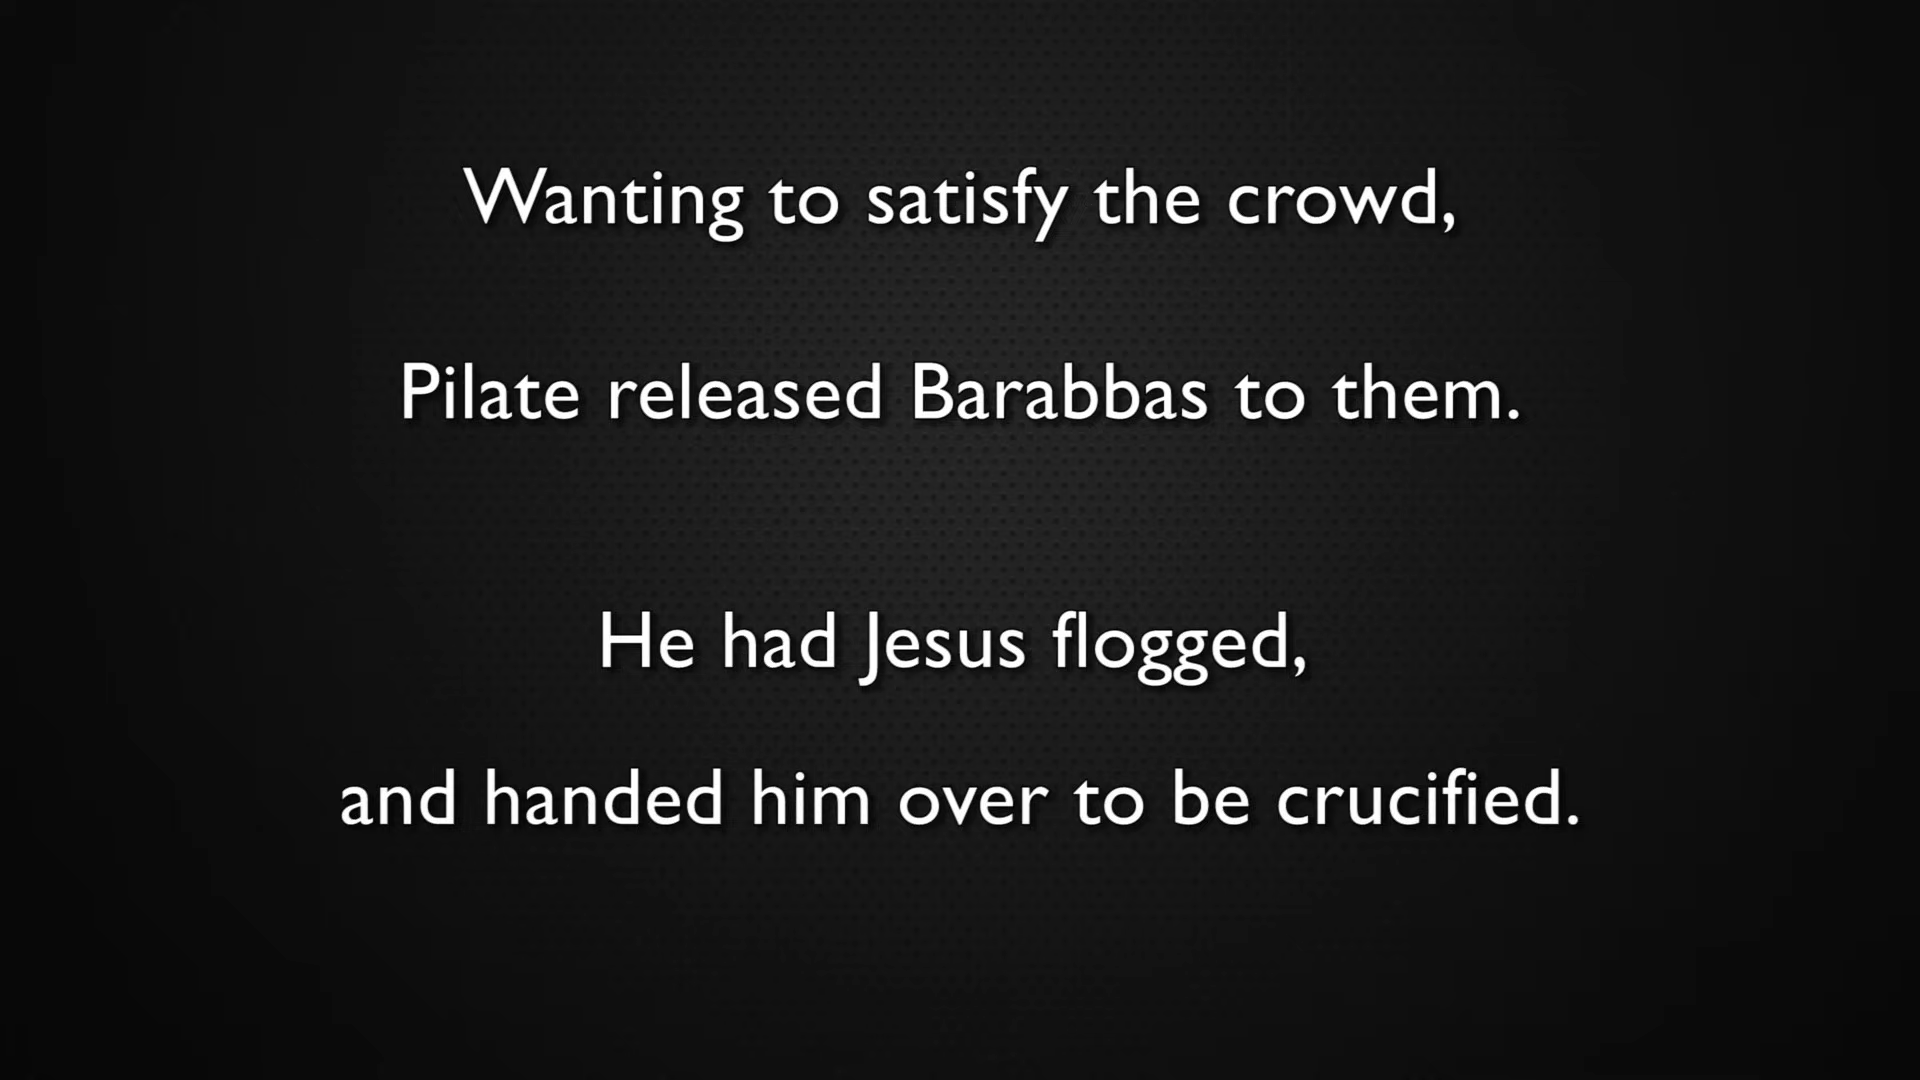 Wanting to satisfy the crowd,
Pilate released Barabbas to them.
He had Jesus flogged,
and handed him over to be crucified.